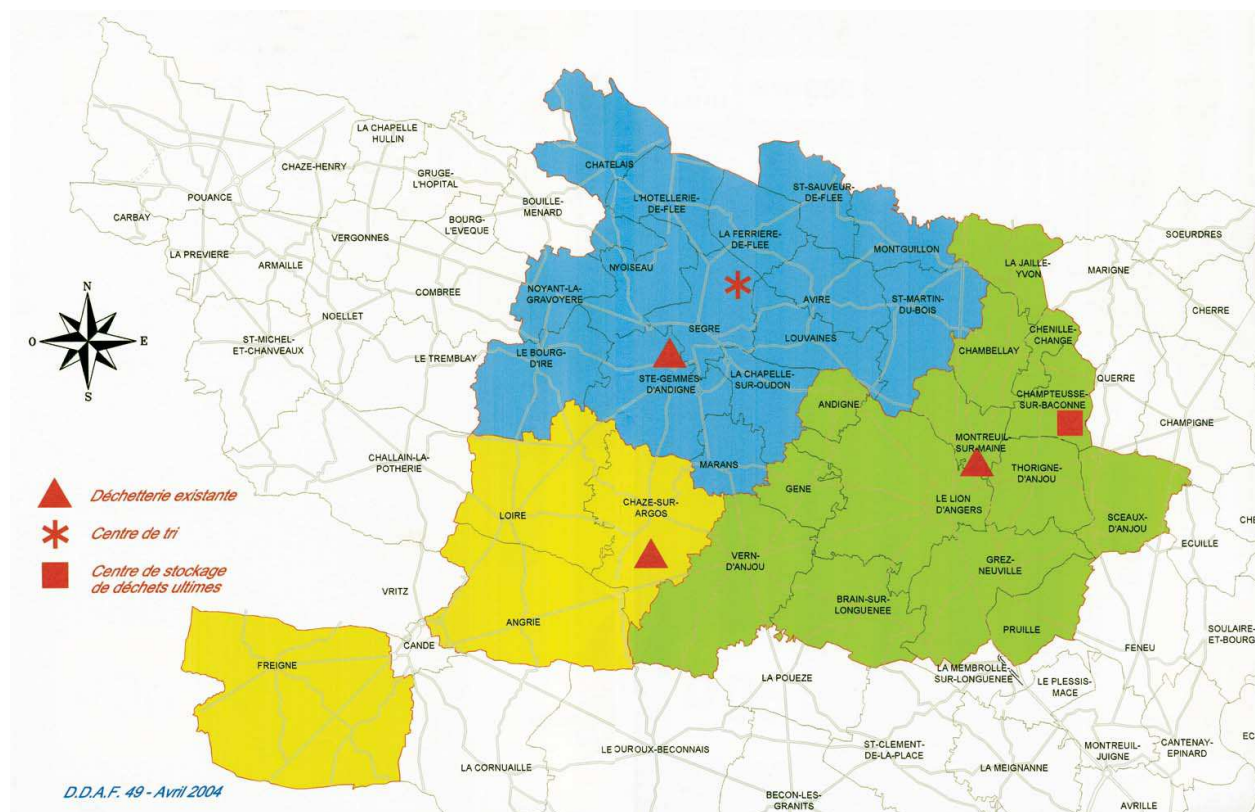 LA CHAPELLE
HULLIN
CHAZE-HENRY
GRUGE-
L'HOPITAL
POUANCE
CARBAY
BOUILLE-
MENARD
BOURG-
L'EVEQUE
VERGONNES
LA PREVIERE
ARMAILLE
COMBREE
NOELLET
ST-MICHEL-
ET-CHANVEAUX
LE TREMBLAY
CHALLAIN-LA-
POTHERIE
CHATELAIS
L'HOTELLERIE-
DE-FLEE
ST-SAUVEUR-
DE-FLEE
LA FERRIERE-
DE-FLEE
MONTGUILLON
NYOISEAU
NOYANT-LA-
GRAVOYERE
AVIRE
ST-MARTIN-
DU-BOIS
SEGRE
LOUVAINES
LE BOURG-
D'IRE
STE-GEMMES-
D'ANDIGNE
LA CHAPELLE-
SUR-OUDON
MARANS
LA JAILLE-
YVON
CHENILLE-
CHANGE
CHAMBELLAY
CHAMPTEUSSE-
SUR-BACONNE
ANDIGNE
MONTREUIL-
SUR-MAINE
THORIGNE-
D'ANJOU
GENE
LE LION
D'ANGERS
SCEAUX-
D'ANJOU
VERN-
D'ANJOU
GREZ-
NEUVILLE
BRAIN-SUR-
LONGUENEE
PRUILLE
CHAZE-SUR-
ARGOS
LOIRE
ANGRIE
FREIGNE
SOEURDRES
MARIGNE
CHERRE
QUERRE
CHAMPIGNE
CHE
ECUILLE
SOULAIRE-
ET-BOURG
FENEU
VRITZ
CANDE
LA POUEZE
LA MEMBROLLE-
SUR-LONGUENEE
LE PLESSIS-
MACE
LA CORNUAILLE
ST-CLEMENT-
DE-LA-PLACE
LA MEIGNANNE
MONTREUIL-
JUIGNE
CANTENAY-
EPINARD
EC
BECON-LES-
GRANITS
AVRILLE
N
O
E
S
Déchetterie existante
Centre de tri
Centre de stockage
de déchets ultimes
D.D.A.F. 49 - Avril 2004